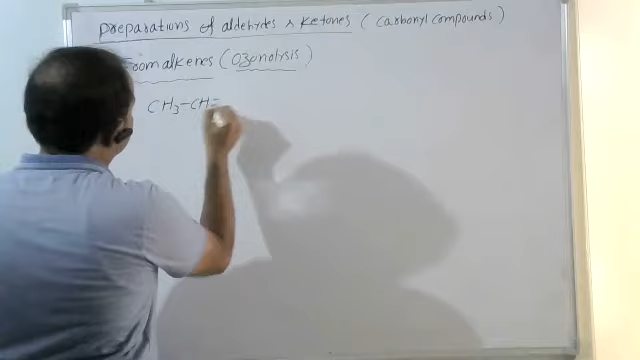 preparations of aldehydes & Ketones (Carbonyl compounds)
From alkenes (Ozonolysis)
CH3-CH=